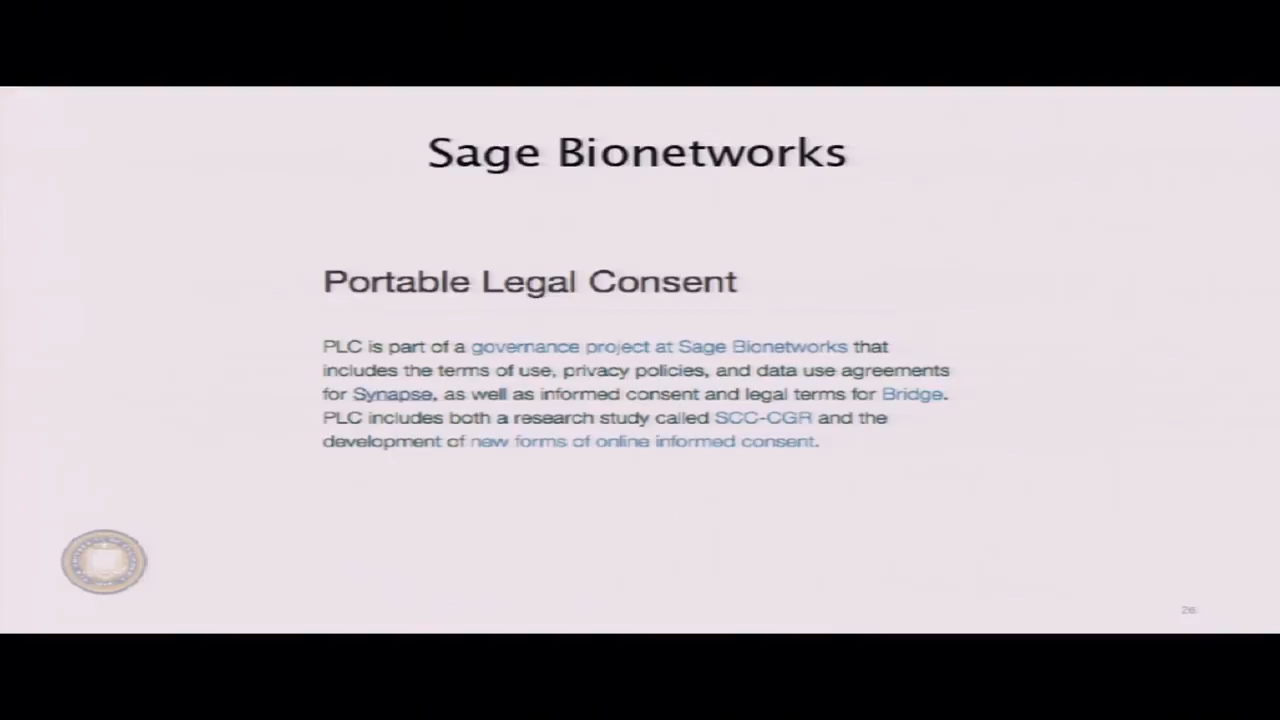 Sage Bionetworks
Portable Legal Consent
PLC is part of a governance project at Sage Bionetworks that
includes the terms of use, privacy policies, and data use agreements
for Synapse, as well as informed consent and legal terms for Bridge.
PLC includes both a research study called SCC-CGR and the
development of new forms of online informed consent.
26